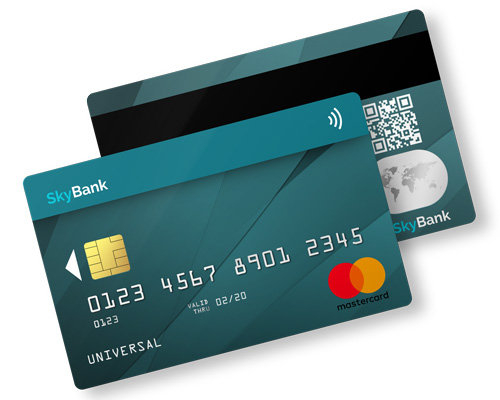 SkyBank
0123 4567 8901 2345
0123
VALID
THRU 02/20
UNIVERSAL
mastercard
SkyBank